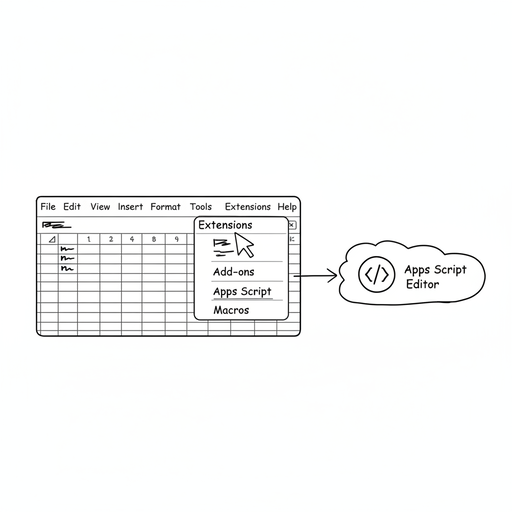 File Edit View Insert Format Tools Extensions Help
Extensions
1 2 4 8 9
Add-ons
Apps Script
Macros
Apps Script
Editor